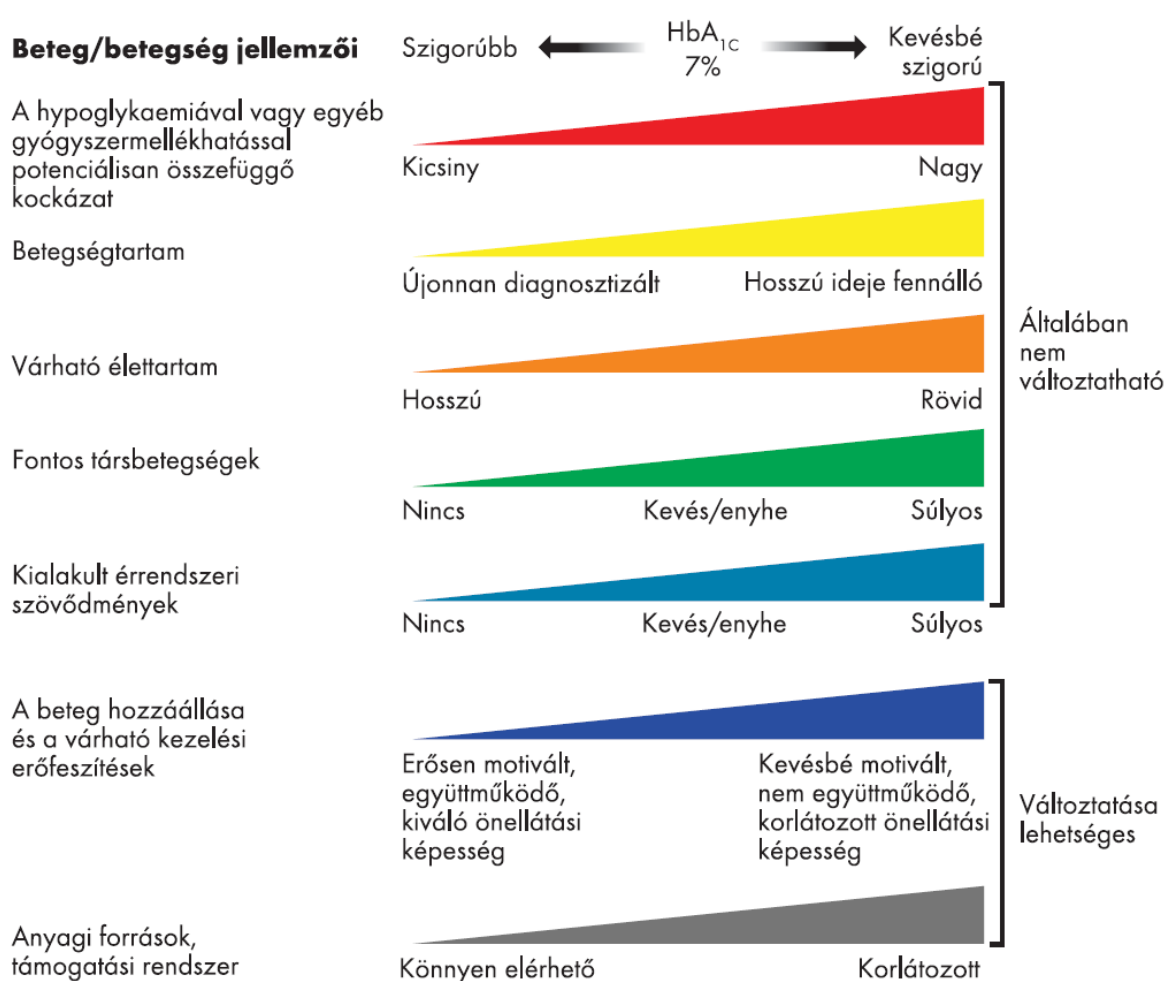 Beteg/betegség jellemzői
Szigorúbb
HbA1C
7%
Kevésbé
szigorú
A hypoglykaemiával vagy egyéb
gyógyszermellékhatással
potenciálisan összefüggő
kockázat
Kicsiny
Nagy
Betegségtartam
Újonnan diagnosztizált
Hosszú ideje fennálló
Várható élettartam
Hosszú
Rövid
Fontos társbetegségek
Nincs
Kevés/enyhe
Súlyos
Kialakult érrendszeri
szövődmények
Nincs
Kevés/enyhe
Súlyos
Általában
nem
változtatható
A beteg hozzáállása
és a várható kezelési
erőfeszítések
Erősen motivált,
együttműködő,
kiváló önellátási
képesség
Kevésbé motivált,
nem együttműködő,
korlátozott önellátási
képesség
Anyagi források,
támogatási rendszer
Könnyen elérhető
Korlátozott
Változtatása
lehetséges